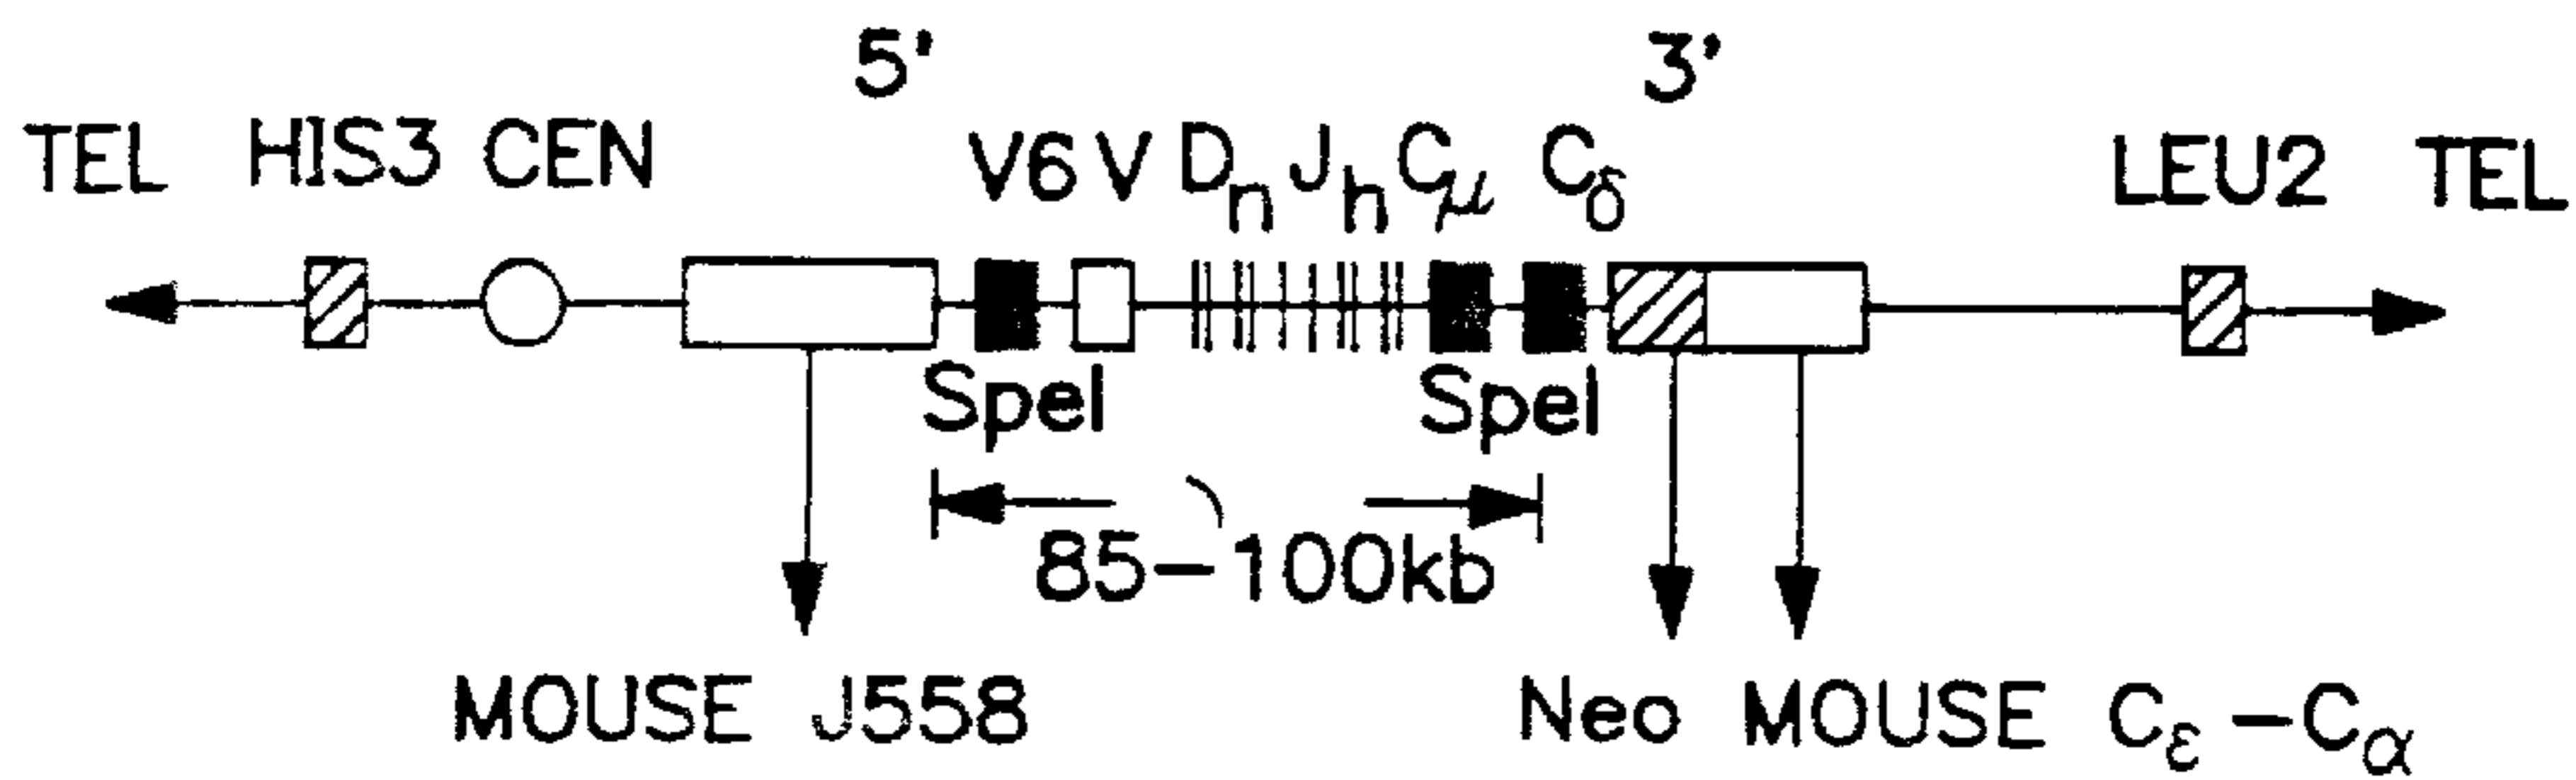 5' 3'
TEL HIS3 CEN V6 V Dn Jh Cμ Cδ LEU2 TEL
SpeI SpeI
85-100kb
MOUSE J558 Neo MOUSE Cε-Cα